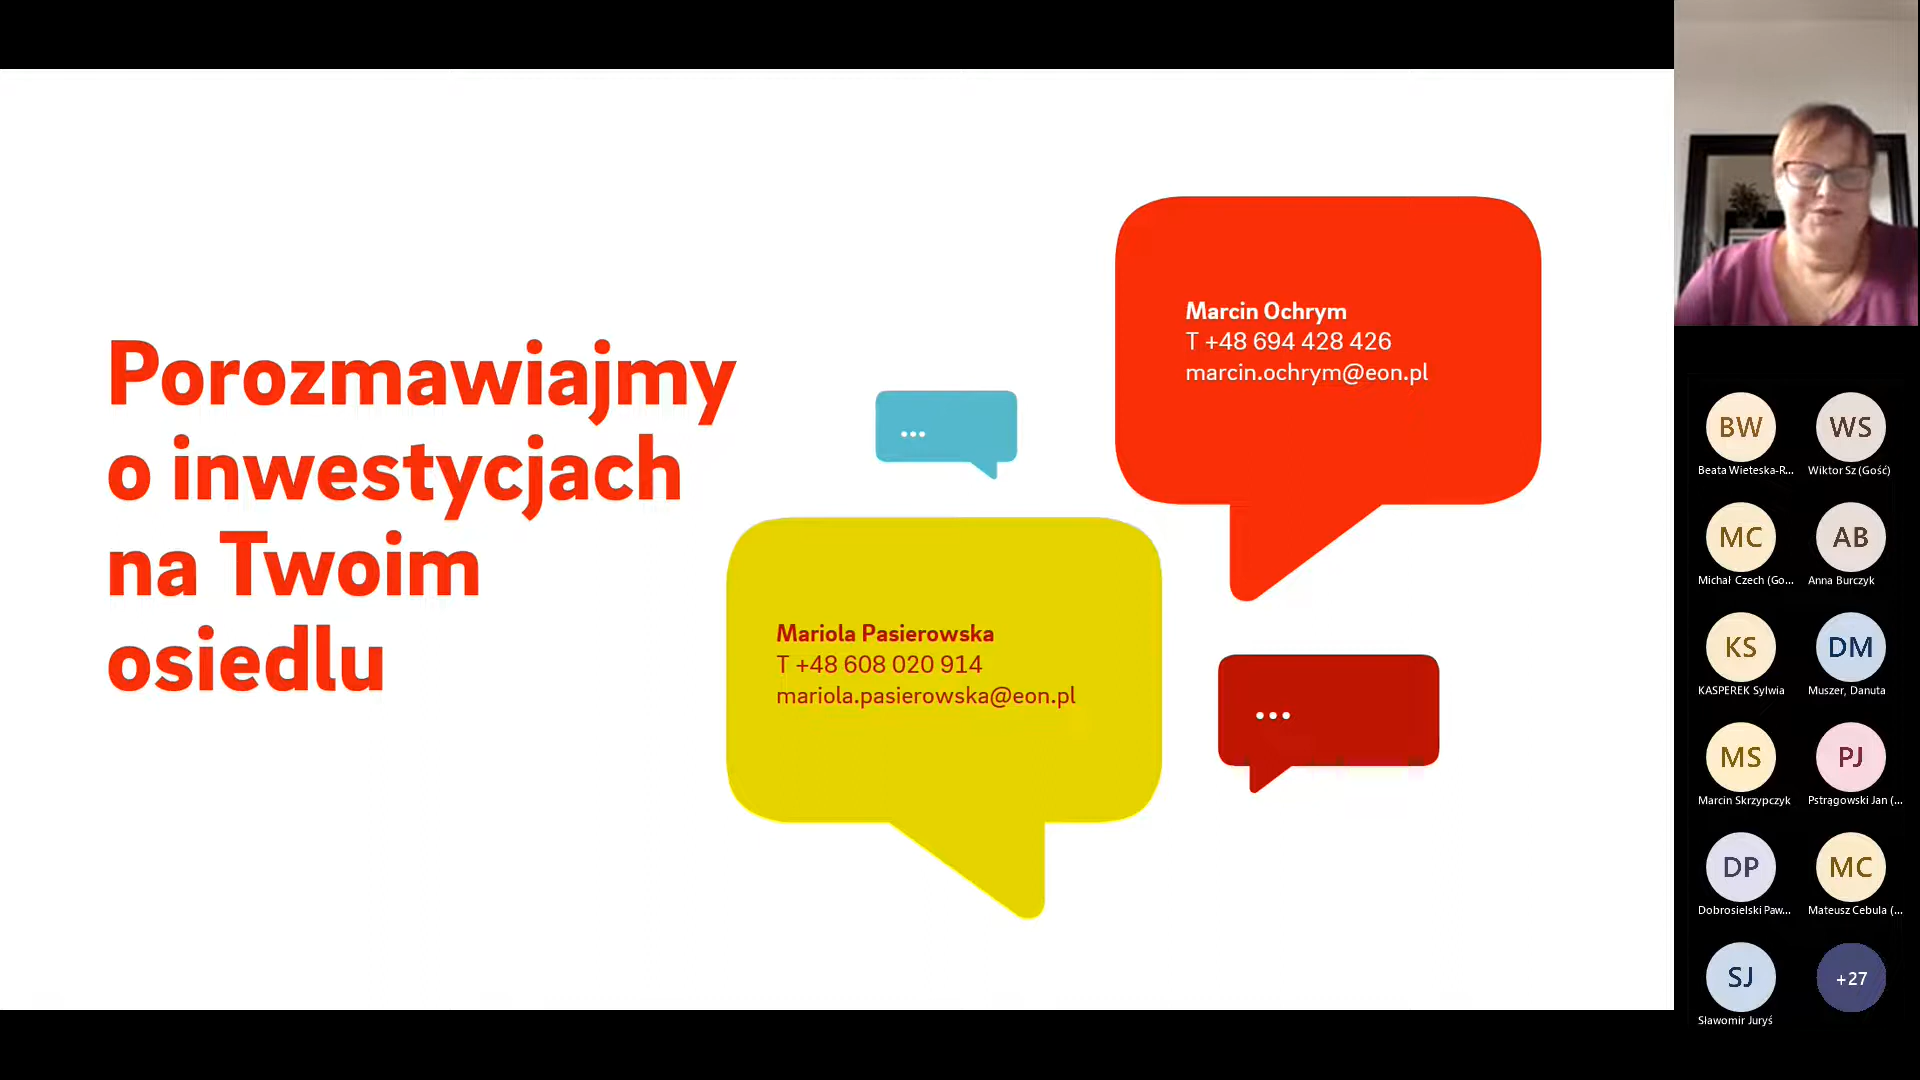 Porozmawiajmy
o inwestycjach
na Twoim
osiedlu
Marcin Ochrym
T +48 694 428 426
marcin.ochrym@eon.pl
...
Mariola Pasierowska
T +48 608 020 914
mariola.pasierowska@eon.pl
...
BW
WS
Beata Wieteska-R...
Wiktor Sz (Gość)
MC
AB
Michał Czech (Go...
Anna Burczyk
KS
DM
KASPEREK Sylwia
Muszer, Danuta
MS
PJ
Marcin Skrzypczyk
Pstrągowski Jan (...
DP
MC
Dobrosielski Paw...
Mateusz Cebula (...
SJ
+27
Sławomir Juryś